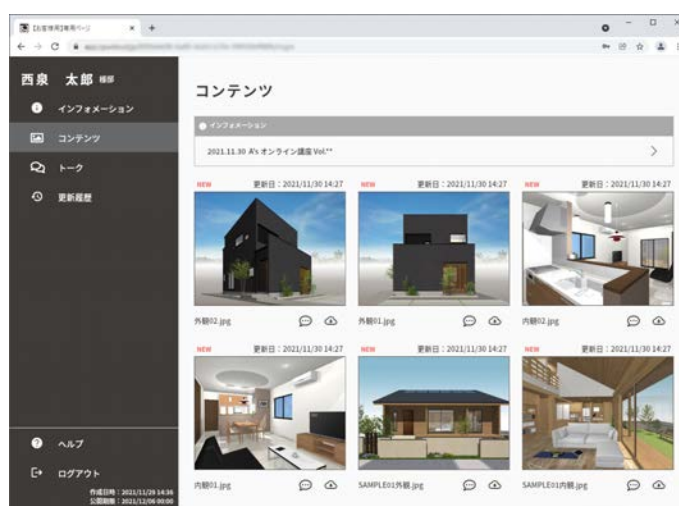 西泉　太郎 様邸
インフォメーション
コンテンツ
トーク
更新履歴
ヘルプ
ログアウト
作成日時：2021/11/29 14:36
公開期限：2021/12/06 00:00
コンテンツ
インフォメーション
2021.11.30 A's オンライン講座 Vol.**
NEW 更新日：2021/11/30 14:27
NEW 更新日：2021/11/30 14:27
NEW 更新日：2021/11/30 14:27
外観02.jpg
外観01.jpg
内観02.jpg
NEW 更新日：2021/11/30 14:27
NEW 更新日：2021/11/30 14:27
NEW 更新日：2021/11/30 14:27
内観01.jpg
SAMPLE01外観.jpg
SAMPLE01内観.jpg